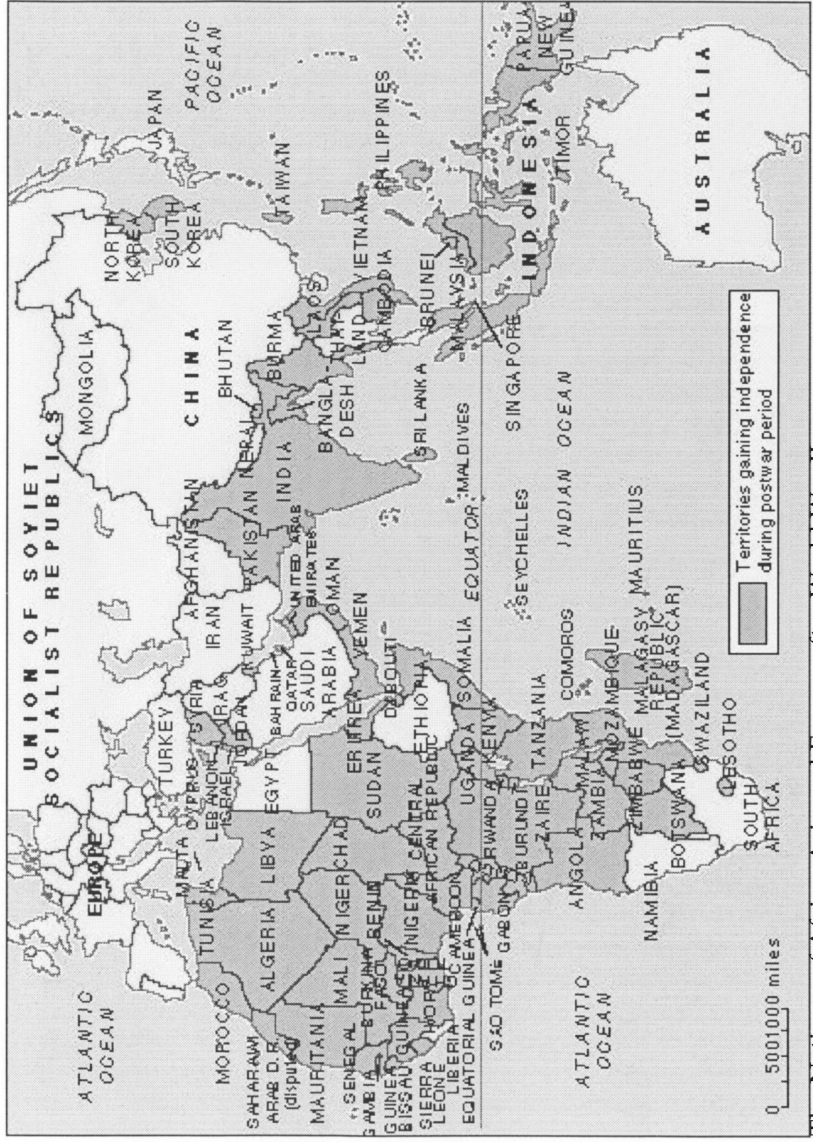 UNION OF SOVIET
SOCIALIST REPUBLICS
ATLANTIC
OCEAN
EUROPE
MONGOLIA
NORTH
KOREA
SOUTH
KOREA
JAPAN
PACIFIC
OCEAN
CHINA
TURKEY
MALTA
CYPRUS
SYRIA
LEBANON
ISRAEL
IRAQ
JORDAN
IRAN
KUWAIT
AFGHANISTAN
PAKISTAN
NEPAL
BHUTAN
INDIA
BURMA
LAOS
TAIWAN
BANGLA-
DESH
THAI-
LAND
VIETNAM
CAMBODIA
PHILIPPINES
MOROCCO
TUNISIA
ALGERIA
LIBYA
EGYPT
BAHRAIN
QATAR
SAUDI
ARABIA
UNITED ARAB
EMIRATES
OMAN
YEMEN
SAHARAWI
ARAB D.R.
(disputed)
MAURITANIA
MALI
NIGER
CHAD
SUDAN
ERITREA
DJIBOUTI
ETHIOPIA
SOMALIA
SENEGAL
GAMBIA
GUINEA
BISSAU
GUINEA
BURKINA
FASO
BENIN
NIGERIA
SIERRA
LEONE
LIBERIA
CAMEROON
CENTRAL
AFRICAN REPUBLIC
EQUATORIAL GUINEA
SAO TOME
GABON
UGANDA
KENYA
RWANDA
BURUNDI
ZAIRE
TANZANIA
SRI LANKA
MALDIVES
EQUATOR
SEYCHELLES
BRUNEI
MALAYSIA
SINGAPORE
INDONESIA
TIMOR
PAPUA
NEW
GUINEA
INDIAN OCEAN
ATLANTIC
OCEAN
ANGOLA
ZAMBIA
MALAWI
MOZAMBIQUE
COMOROS
MAURITIUS
MALAGASY
REPUBLIC
(MADAGASCAR)
NAMIBIA
ZIMBABWE
BOTSWANA
SWAZILAND
LESOTHO
SOUTH
AFRICA
AUSTRALIA
Territories gaining independence
during postwar period
0 500 1000 miles